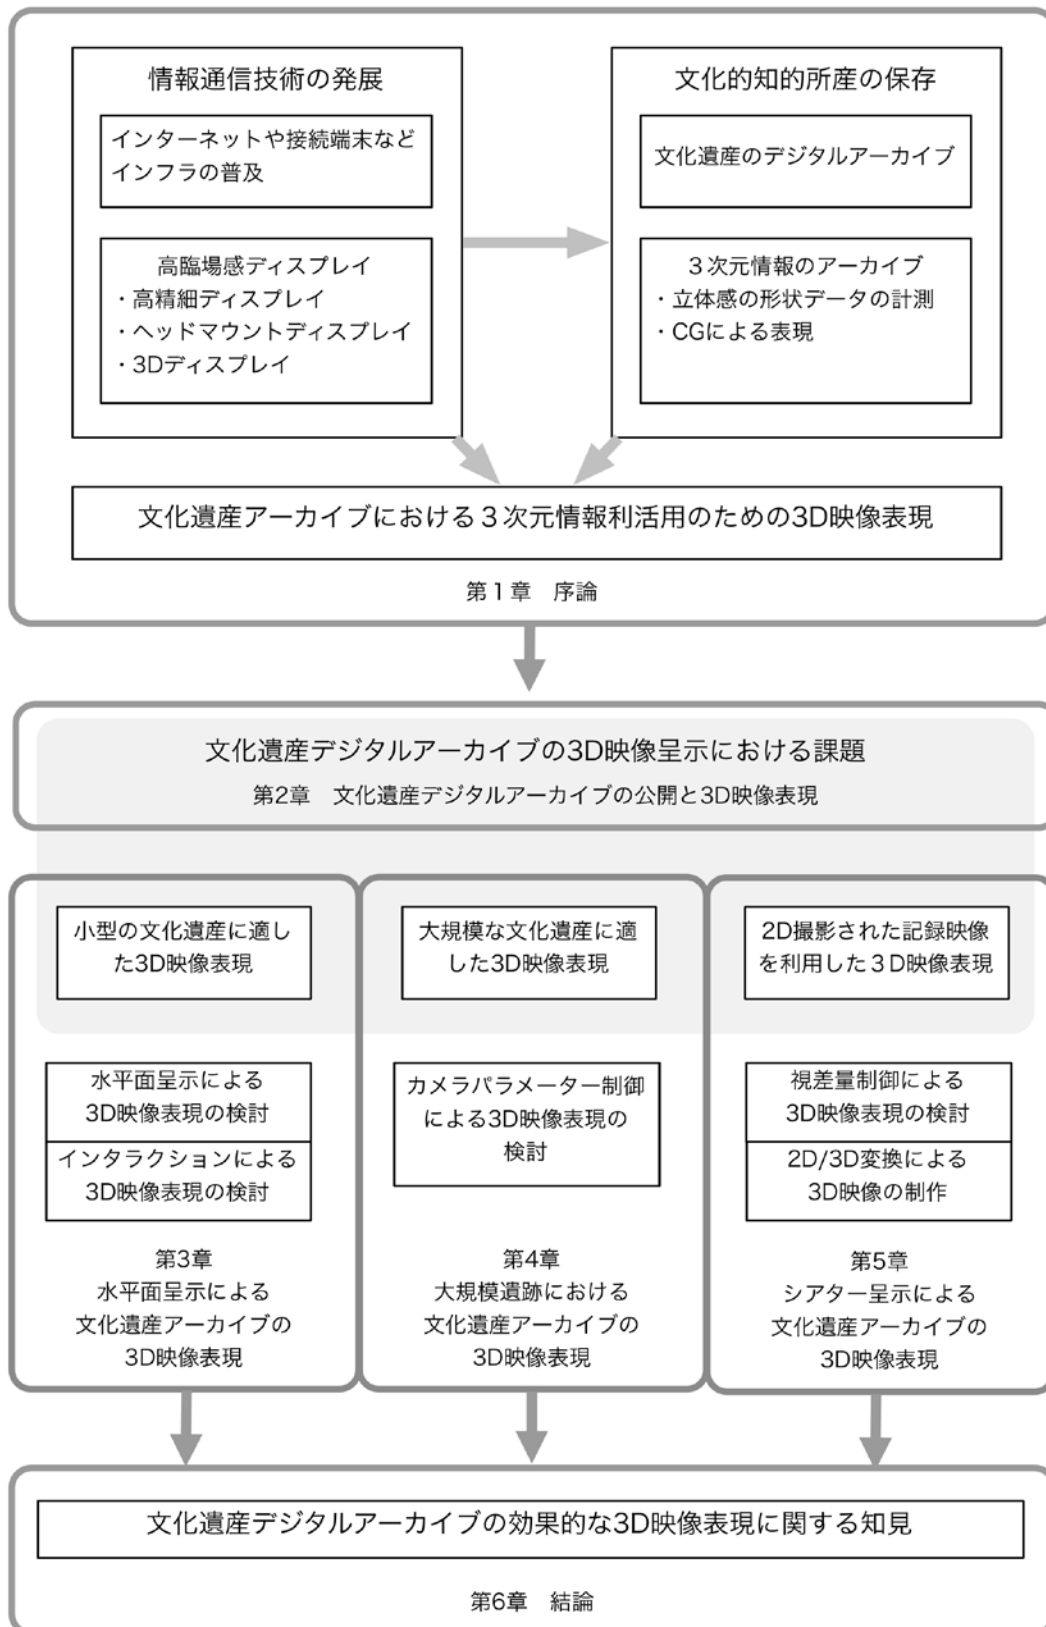 情報通信技術の発展
インターネットや接続端末など
インフラの普及
高臨場感ディスプレイ
・高精細ディスプレイ
・ヘッドマウントディスプレイ
・3Dディスプレイ
文化的知的所産の保存
文化遺産のデジタルアーカイブ
３次元情報のアーカイブ
・立体感の形状データの計測
・CGによる表現
文化遺産アーカイブにおける３次元情報利活用のための3D映像表現
第１章　序論
文化遺産デジタルアーカイブの3D映像呈示における課題
第2章　文化遺産デジタルアーカイブの公開と3D映像表現
小型の文化遺産に適し
た3D映像表現
水平面呈示による
3D映像表現の検討
インタラクションによる
3D映像表現の検討
第3章
水平面呈示による
文化遺産アーカイブの
3D映像表現
大規模な文化遺産に適
した3D映像表現
カメラパラメーター制御
による3D映像表現の
検討
第4章
大規模遺跡における
文化遺産アーカイブの
3D映像表現
2D撮影された記録映像
を利用した３D映像表現
視差量制御による
3D映像表現の検討
2D/3D変換による
3D映像の制作
第5章
シアター呈示による
文化遺産アーカイブの
3D映像表現
文化遺産デジタルアーカイブの効果的な3D映像表現に関する知見
第6章　結論